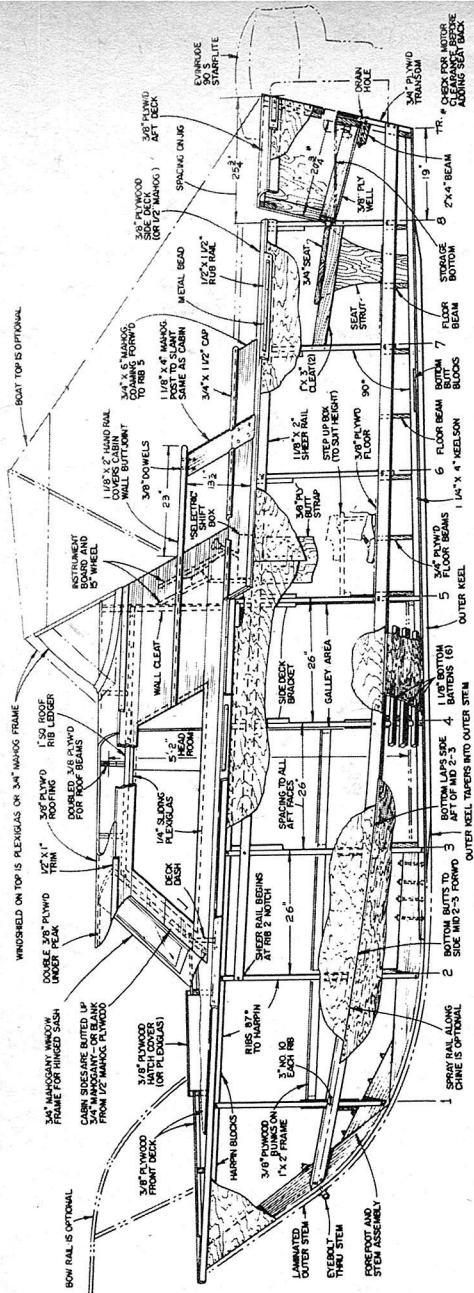 BOW RAIL IS OPTIONAL
WINDSHIELD ON TOP IS PLEXIGLAS OR 3/4" MAHOG FRAME
BOAT TOP IS OPTIONAL
3/4" MAHOGANY WINDOW
FRAME FOR HINGED SASH
DOUBLE 3/8" PLYW'D
UNDER PEAK
1/2" X 1"
TRIM
3/8" PLYW'D
ROOFING
1" SQ ROOF
RIB LEDGER
INSTRUMENT
BOARD AND
15" WHEEL
1 1/8" X 2" HAND RAIL
COVERS CABIN
WALL BUTT JOINT
3/4" X 6" MAHOG
COAMING FORW'D
TO RIB 5
3/8" PLYWOOD
SIDE DECK
(OR 1/2" MAHOG)
3/8" PLYW'D
AFT DECK
EVINRUDE
90 S
STARFLITE
CABIN SIDES ARE BUTTED UP
3/4" MAHOGANY-OR BLANK
FROM 1/2" MAHOG PLYWOOD
DOUBLED 3/8 PLYW'D
FOR ROOF BEAMS
3/8" DOWELS
23"
1 1/8" X 4" MAHOG
POST TO SLANT
SAME AS CABIN
METAL BEAD
SPACING ON JIG
25 3/4
3/8" PLYWOOD
FRONT DECK
3/8" PLYWOOD
HATCH COVER
(OR PLEXIGLAS)
DECK
DASH
1/4" SLIDING
PLEXIGLAS
5'-2"
HEAD
ROOM
WALL CLEAT
"SELECTRIC"
SHIFT
BOX
13 1/2
3/4" X 1 1/2" CAP
1/2" X 1 1/2"
RUB RAIL
20 3/4
#
HARPIN BLOCKS
RIBS 87°
TO HARPIN
SHEER RAIL BEGINS
AT RIB 2 NOTCH
26"
SPACING TO ALL
AFT FACES
26"
SIDE DECK
BRACKET
26"
GALLEY AREA
3/8" PLY
BUTT
STRAP
1 1/8" X 2"
SHEER RAIL
STEP UP BOX
(TO SUIT HEIGHT)
3/8" PLYW'D
FLOOR
1" X 3"
CLEAT (2)
3/4" SEAT
SEAT
STRUT
90°
3/8" PLY
WELL
DRAIN
HOLE
LAMINATED
OUTER STEM
EYEBOLT
THRU STEM
FOREFOOT AND
STEM ASSEMBLY
3/8" PLYWOOD
BUNKS ON
1" X 2" FRAME
3" NO. 10
EACH RIB
SPRAY RAIL ALONG
CHINE IS OPTIONAL
BOTTOM BUTTS TO
SIDE MID 2-3 FORW'D
BOTTOM LAPS SIDE
AFT OF MID 2-3
OUTER KEEL TAPERS INTO OUTER STEM
1 1/8" BOTTOM
BATTENS (6)
OUTER KEEL
3/4" PLYW'D
FLOOR BEAMS
1 1/4" X 4" KEELSON
FLOOR BEAM
BOTTOM
BUTT
BLOCKS
FLOOR
BEAM
STORAGE
BOTTOM
2" X 4" BEAM
19"
3/4" PLYW'D
TRANSOM
# CHECK FOR MOTOR
CLEARANCE BEFORE
ADDING SEAT BACK
1 2 3 4 5 6 7 8 TR.